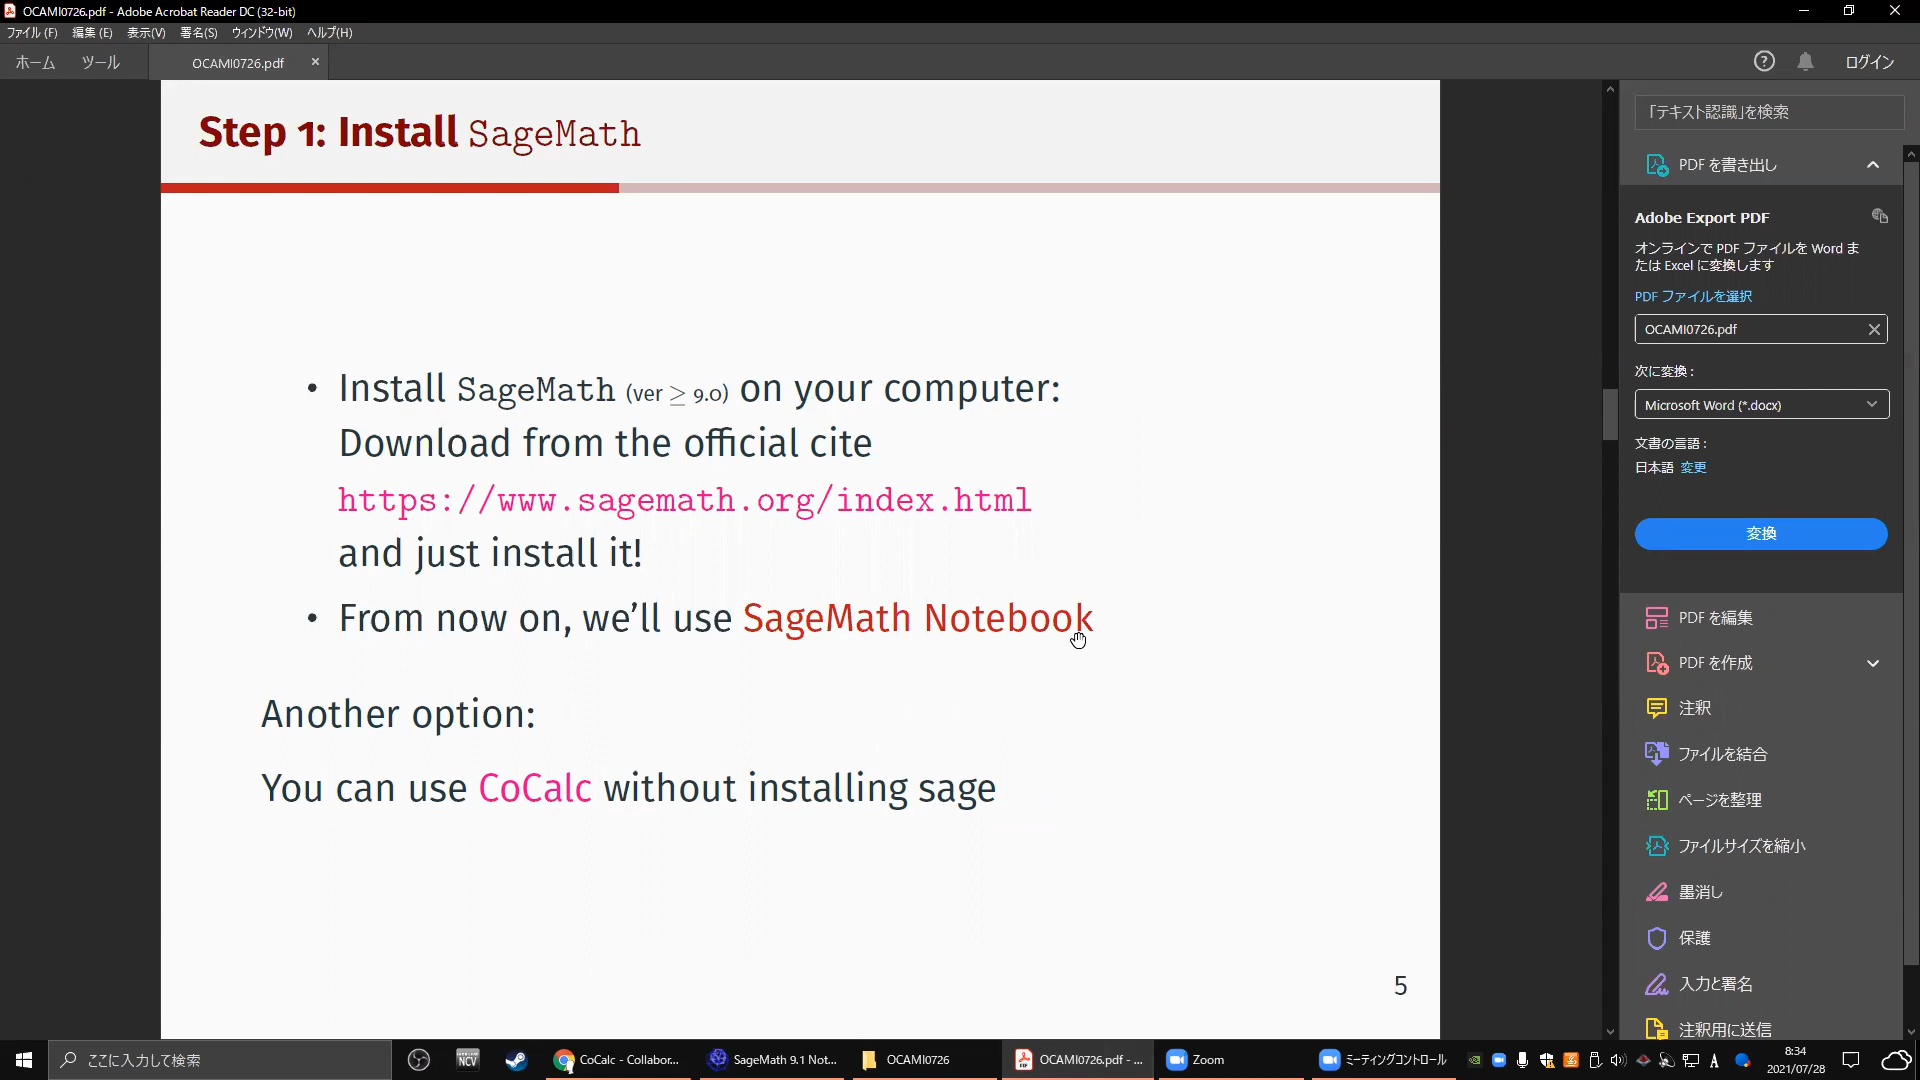 OCAMI0726.pdf - Adobe Acrobat Reader DC (32-bit)
ファイル(F) 編集(E) 表示(V) 署名(S) ウィンドウ(W) ヘルプ(H)
ホーム ツール OCAMI0726.pdf × ログイン
Step 1: Install SageMath
• Install SageMath (ver ≥ 9.0) on your computer:
Download from the official cite
https://www.sagemath.org/index.html
and just install it!
• From now on, we’ll use SageMath Notebook
Another option:
You can use CoCalc without installing sage
5
「テキスト認識」を検索
PDF を書き出し
Adobe Export PDF
オンラインで PDF ファイルを Word ま
たは Excel に変換します
PDF ファイルを選択
OCAMI0726.pdf
次に変換 :
Microsoft Word (*.docx)
文書の言語 :
日本語 変更
変換
PDF を編集
PDF を作成
注釈
ファイルを結合
ページを整理
ファイルサイズを縮小
墨消し
保護
入力と署名
注釈用に送信
ここに入力して検索 NCV CoCalc - Collabor... SageMath 9.1 Not... OCAMI0726 OCAMI0726.pdf - ... Zoom ミーティングコントロール A 8:34
2021/07/28